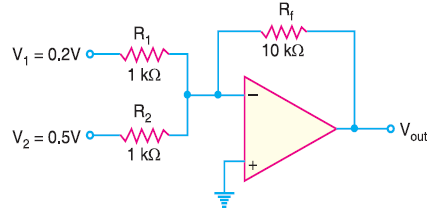 R₁
Rf
V₁ = 0.2V
1 kΩ
10 kΩ
R₂
V₂ = 0.5V
1 kΩ
−
+
Vout